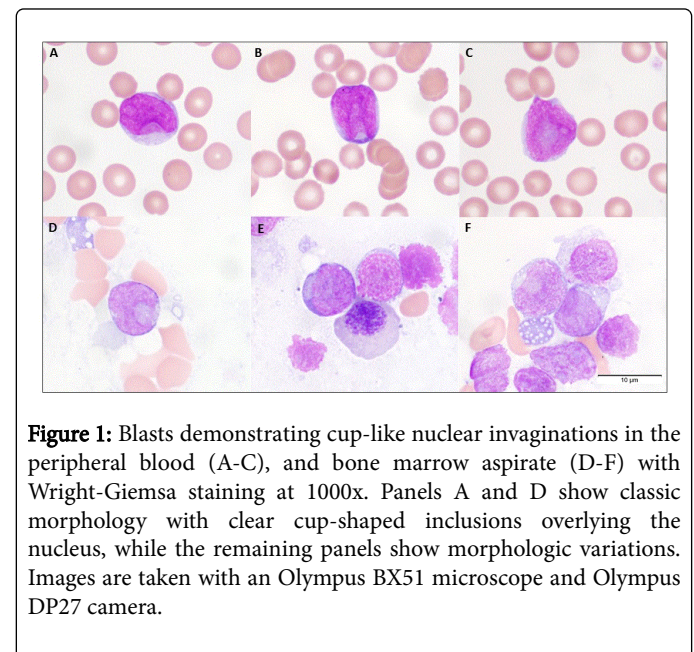 A
B
C
D
E
F
10 µm
Figure 1: Blasts demonstrating cup-like nuclear invaginations in the
peripheral blood (A-C), and bone marrow aspirate (D-F) with
Wright-Giemsa staining at 1000x. Panels A and D show classic
morphology with clear cup-shaped inclusions overlying the
nucleus, while the remaining panels show morphologic variations.
Images are taken with an Olympus BX51 microscope and Olympus
DP27 camera.